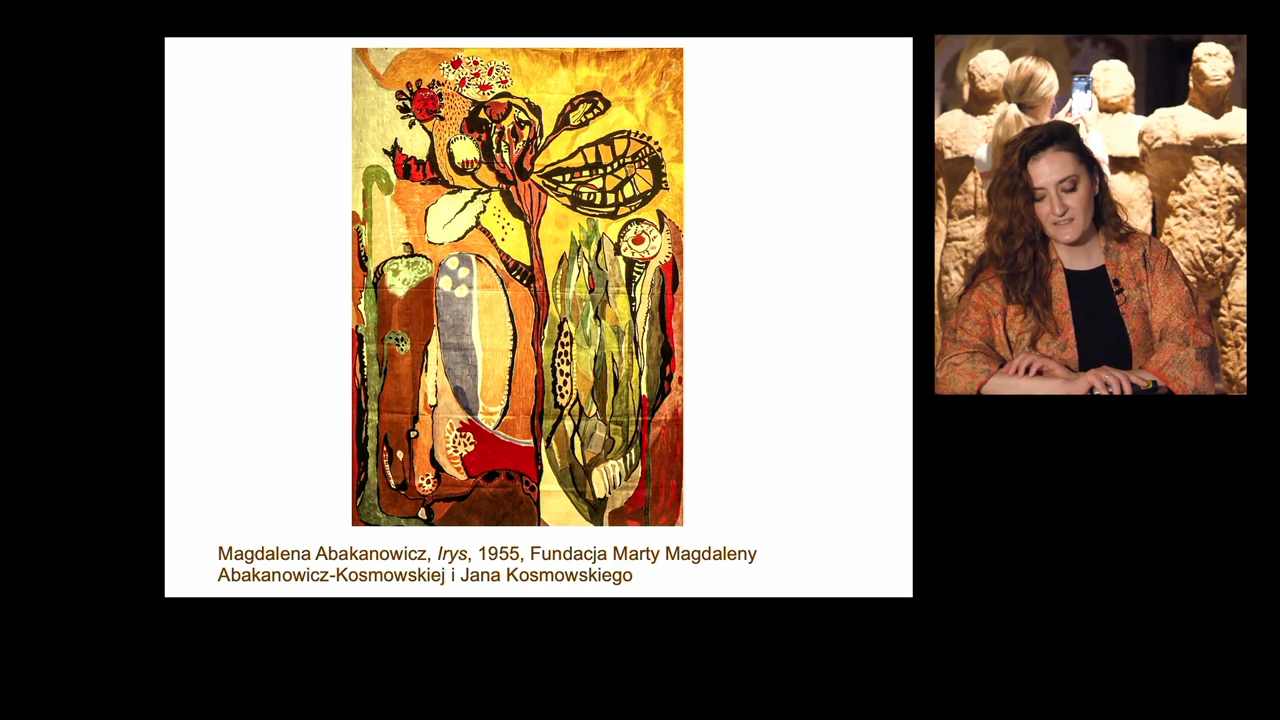 Magdalena Abakanowicz, Irys, 1955, Fundacja Marty Magdaleny
Abakanowicz-Kosmowskiej i Jana Kosmowskiego